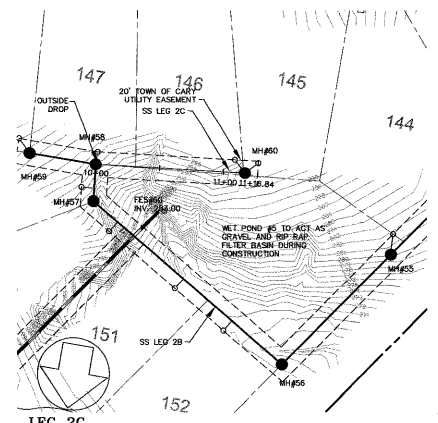 147
146
145
144
20' TOWN OF CARY
UTILITY EASEMENT
SS LEG 2C
OUTSIDE
DROP
MH#58
MH#60
10+00
11+00
11+16.84
MH#59
MH#57
FES#60
WET POND #5 TO ACT AS
GRAVEL AND RIP RAP
FILTER BASIN DURING
CONSTRUCTION
MH#55
151
SS LEG 2B
152
MH#56
LEG 2C